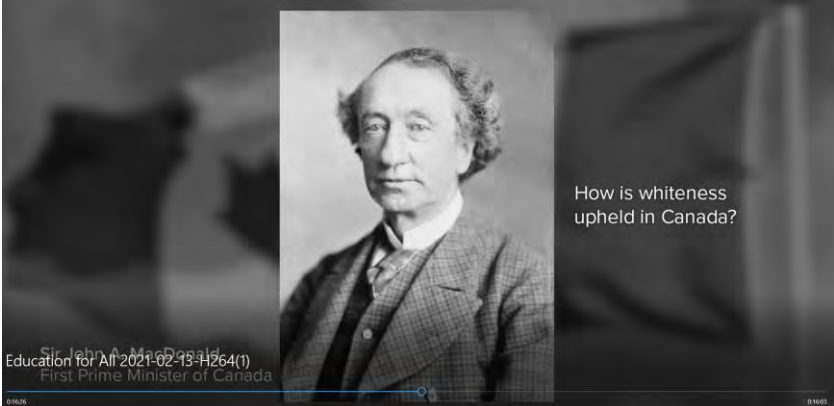 How is whiteness
upheld in Canada?
Sir John A. MacDonald
Education for All 2021-02-13-H264(1)
First Prime Minister of Canada
0:16:26
0:16:03